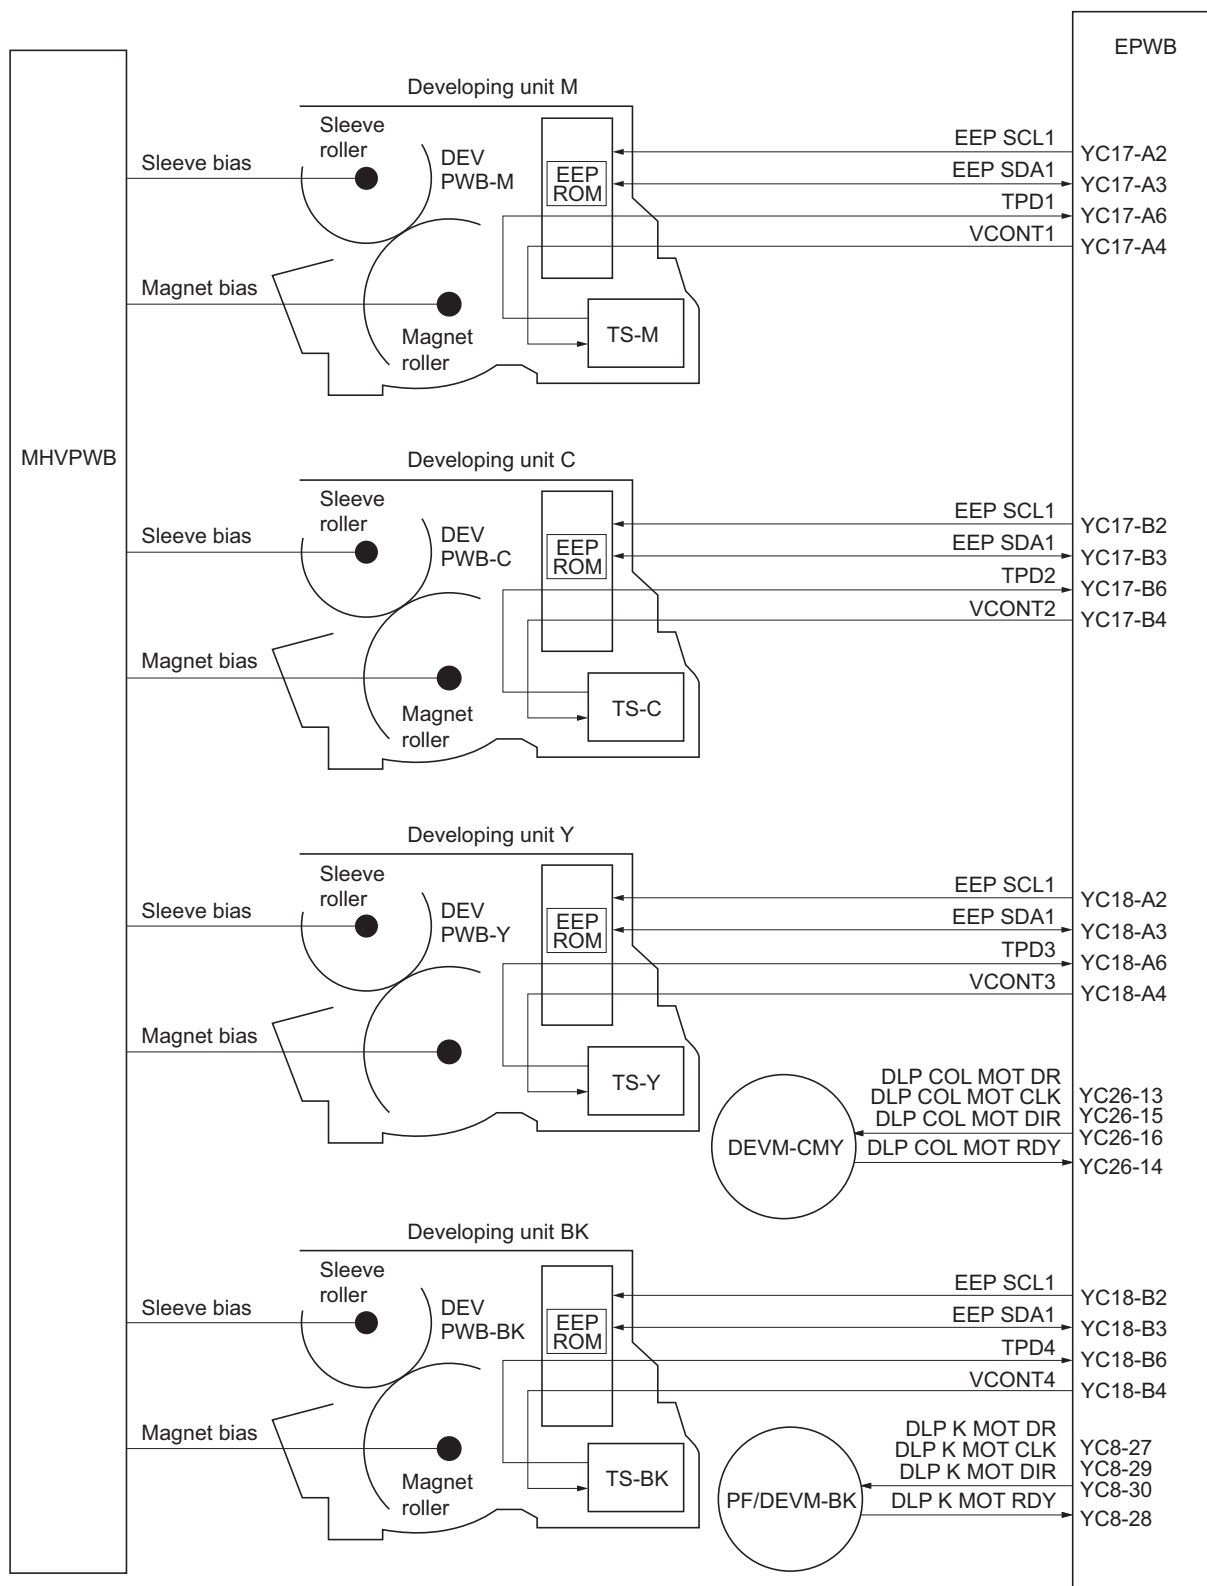 EPWB
MHVPWB
Developing unit M
Sleeve
roller
DEV
PWB-M
EEP
ROM
Sleeve bias
Magnet bias
Magnet
roller
TS-M
EEP SCL1
YC17-A2
EEP SDA1
YC17-A3
TPD1
YC17-A6
VCONT1
YC17-A4
Developing unit C
Sleeve
roller
DEV
PWB-C
EEP
ROM
Sleeve bias
Magnet bias
Magnet
roller
TS-C
EEP SCL1
YC17-B2
EEP SDA1
YC17-B3
TPD2
YC17-B6
VCONT2
YC17-B4
Developing unit Y
Sleeve
roller
DEV
PWB-Y
EEP
ROM
Sleeve bias
Magnet bias
TS-Y
EEP SCL1
YC18-A2
EEP SDA1
YC18-A3
TPD3
YC18-A6
VCONT3
YC18-A4
DEVM-CMY
DLP COL MOT DR
YC26-13
DLP COL MOT CLK
YC26-15
DLP COL MOT DIR
YC26-16
DLP COL MOT RDY
YC26-14
Developing unit BK
Sleeve
roller
DEV
PWB-BK
EEP
ROM
Sleeve bias
Magnet bias
Magnet
roller
TS-BK
EEP SCL1
YC18-B2
EEP SDA1
YC18-B3
TPD4
YC18-B6
VCONT4
YC18-B4
PF/DEVM-BK
DLP K MOT DR
YC8-27
DLP K MOT CLK
YC8-29
DLP K MOT DIR
YC8-30
DLP K MOT RDY
YC8-28